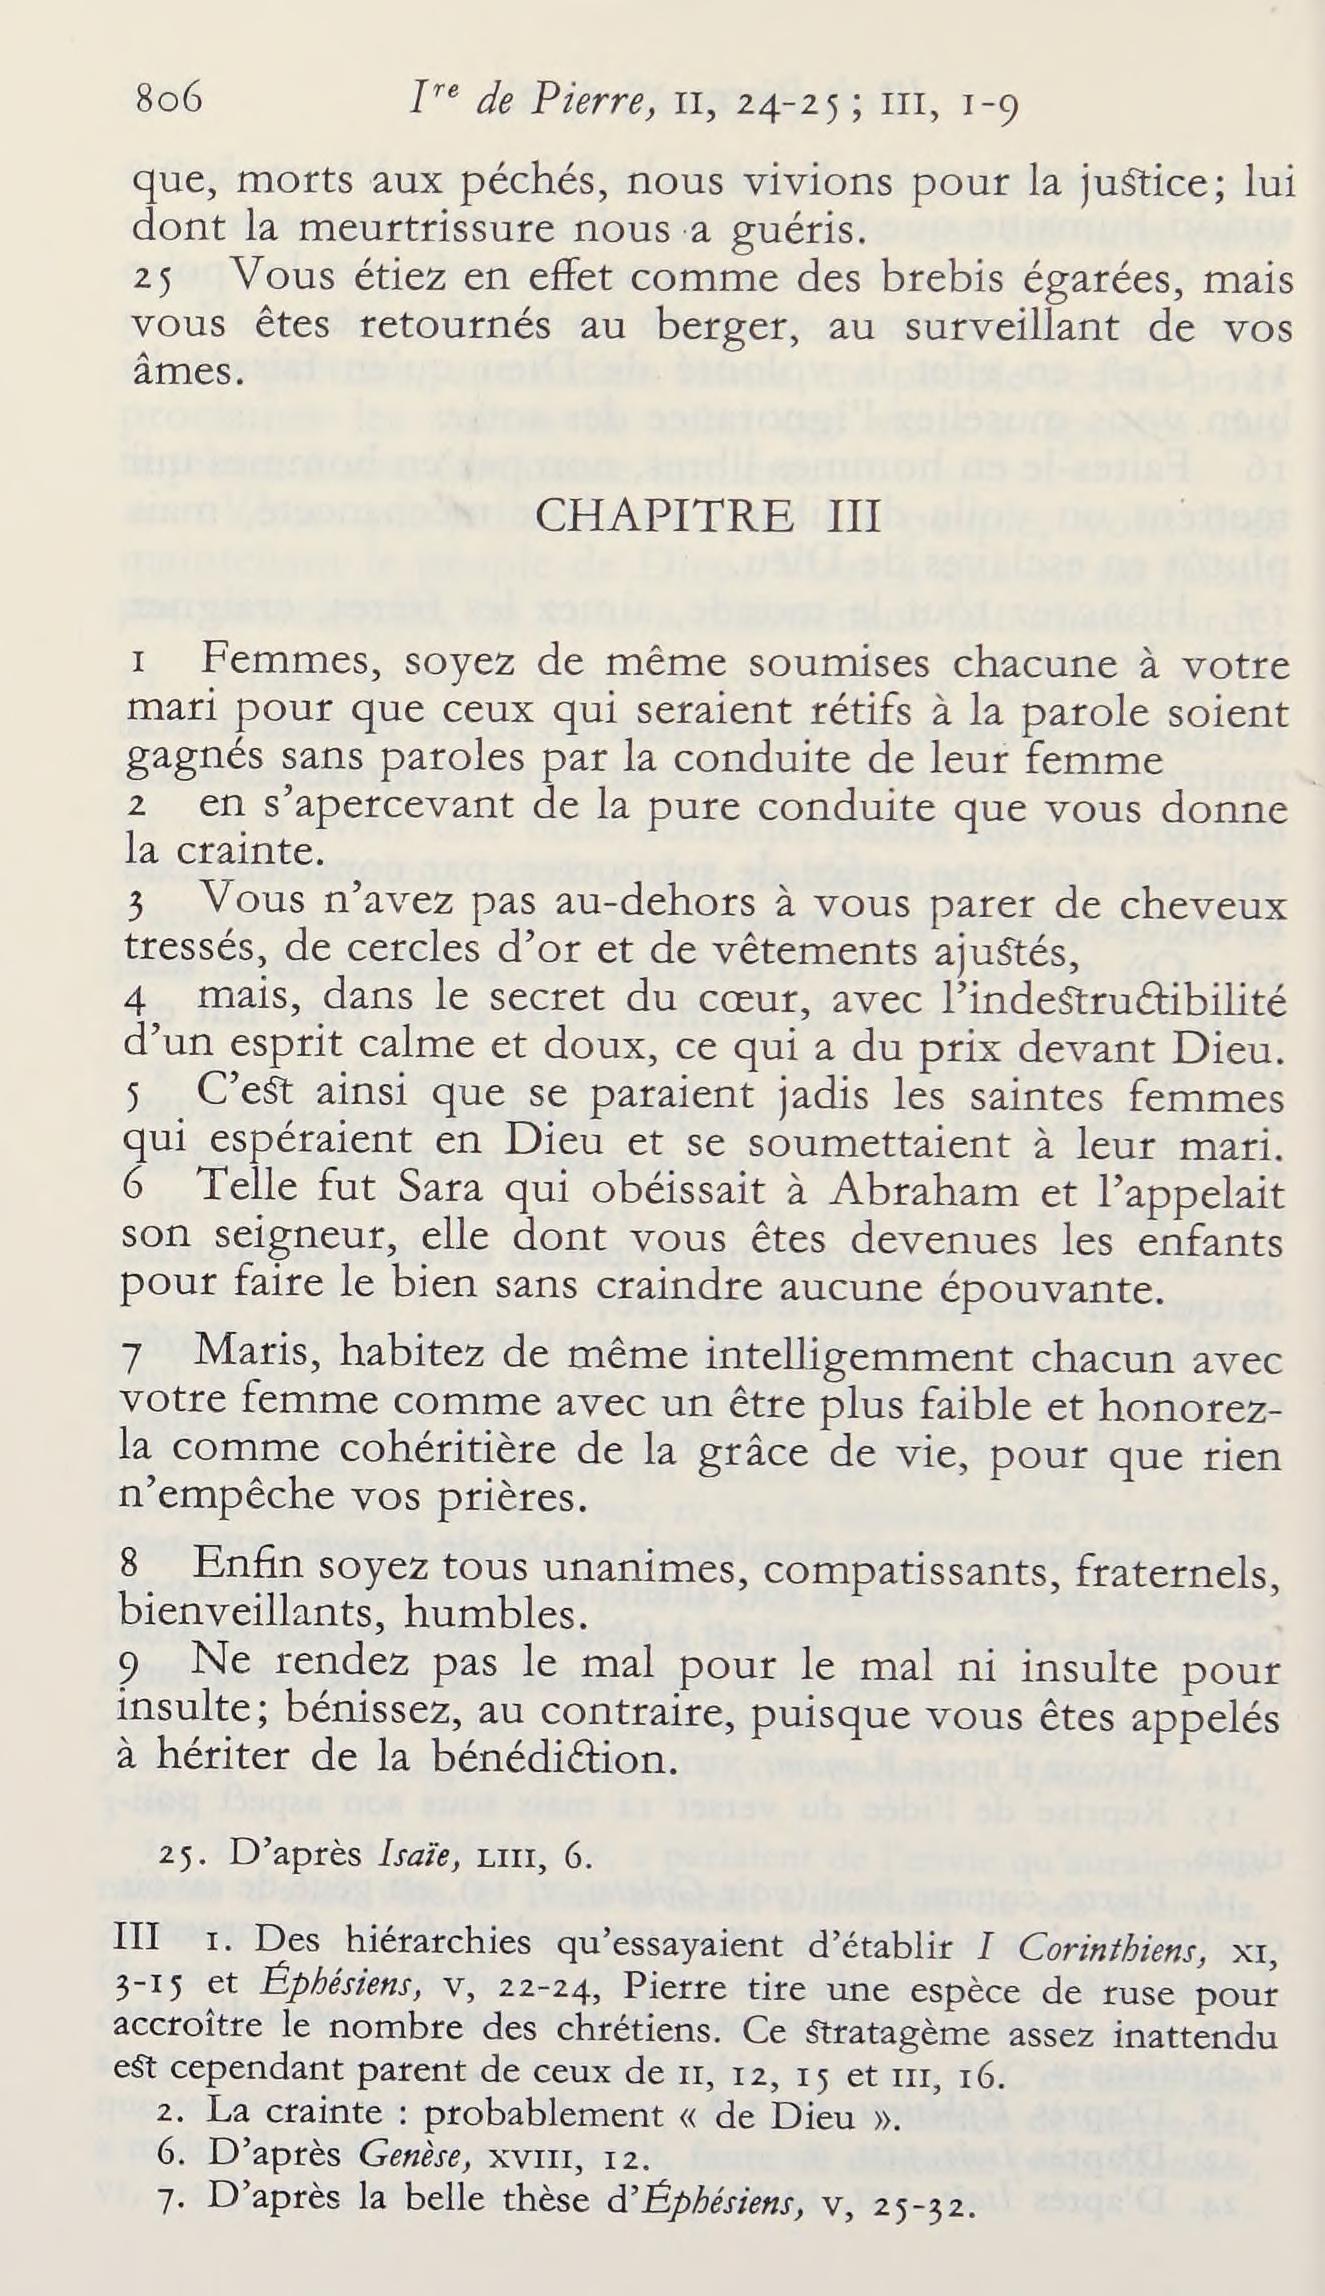 806 Iʳᵉ de Pierre, II, 24-25 ; III, 1-9
que, morts aux péchés, nous vivions pour la justice; lui
dont la meurtrissure nous a guéris.
25 Vous étiez en effet comme des brebis égarées, mais
vous êtes retournés au berger, au surveillant de vos
âmes.
CHAPITRE III
1 Femmes, soyez de même soumises chacune à votre
mari pour que ceux qui seraient rétifs à la parole soient
gagnés sans paroles par la conduite de leur femme
2 en s’apercevant de la pure conduite que vous donne
la crainte.
3 Vous n’avez pas au-dehors à vous parer de cheveux
tressés, de cercles d’or et de vêtements ajustés,
4 mais, dans le secret du cœur, avec l’indestructibilité
d’un esprit calme et doux, ce qui a du prix devant Dieu.
5 C’est ainsi que se paraient jadis les saintes femmes
qui espéraient en Dieu et se soumettaient à leur mari.
6 Telle fut Sara qui obéissait à Abraham et l’appelait
son seigneur, elle dont vous êtes devenues les enfants
pour faire le bien sans craindre aucune épouvante.
7 Maris, habitez de même intelligemment chacun avec
votre femme comme avec un être plus faible et honorez-
la comme cohéritière de la grâce de vie, pour que rien
n’empêche vos prières.
8 Enfin soyez tous unanimes, compatissants, fraternels,
bienveillants, humbles.
9 Ne rendez pas le mal pour le mal ni insulte pour
insulte; bénissez, au contraire, puisque vous êtes appelés
à hériter de la bénédiction.
25. D’après Isaïe, LIII, 6.
III 1. Des hiérarchies qu’essayaient d’établir I Corinthiens, XI,
3-15 et Éphésiens, V, 22-24, Pierre tire une espèce de ruse pour
accroître le nombre des chrétiens. Ce stratagème assez inattendu
est cependant parent de ceux de II, 12, 15 et III, 16.
2. La crainte : probablement « de Dieu ».
6. D’après Genèse, XVIII, 12.
7. D’après la belle thèse d’Éphésiens, V, 25-32.